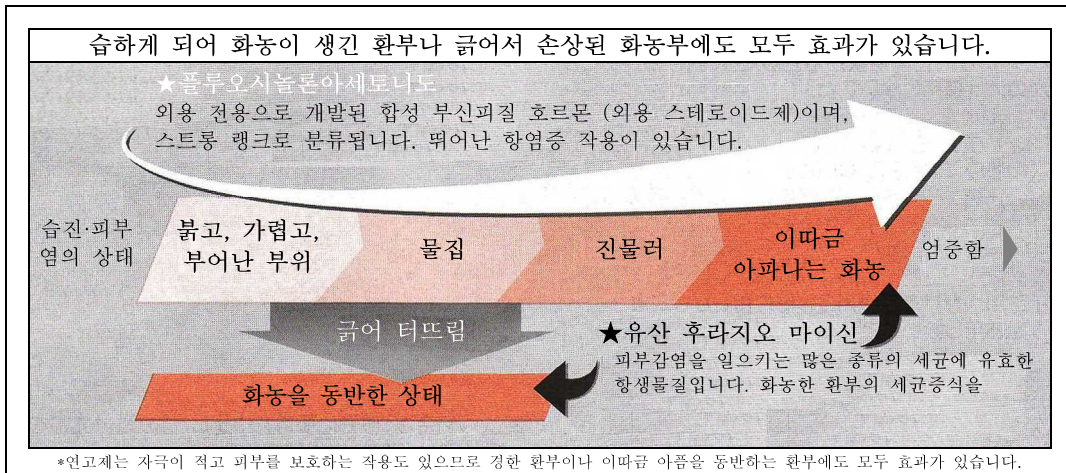 습하게 되어 화농이 생긴 환부나 긁어서 손상된 화농부에도 모두 효과가 있습니다.
★플루오시놀론아세토니도
외용 전용으로 개발된 합성 부신피질 호르몬 (외용 스테로이드제)이며,
스트롱 랭크로 분류됩니다. 뛰어난 항염증 작용이 있습니다.
습진·피부
염의 상태
붉고, 가렵고,
부어난 부위
물집
진물러
이따금
아파나는 화농
엄중함
긁어 터뜨림
★유산 후라지오 마이신
피부감염을 일으키는 많은 종류의 세균에 유효한
항생물질입니다. 화농한 환부의 세균증식을
화농을 동반한 상태
*연고제는 자극이 적고 피부를 보호하는 작용도 있으므로 경한 환부이나 이따금 아픔을 동반하는 환부에도 모두 효과가 있습니다.